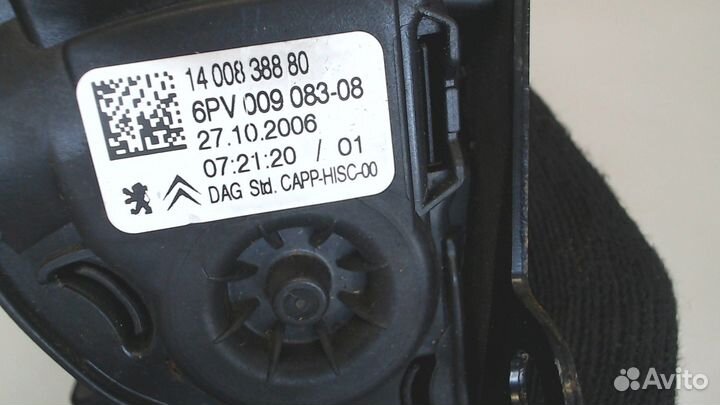 14 008 388 80
6PV 009 083-08
27.10.2006
07:21:20 / 01
DAG Std. CAPP-HISC-00
Avito